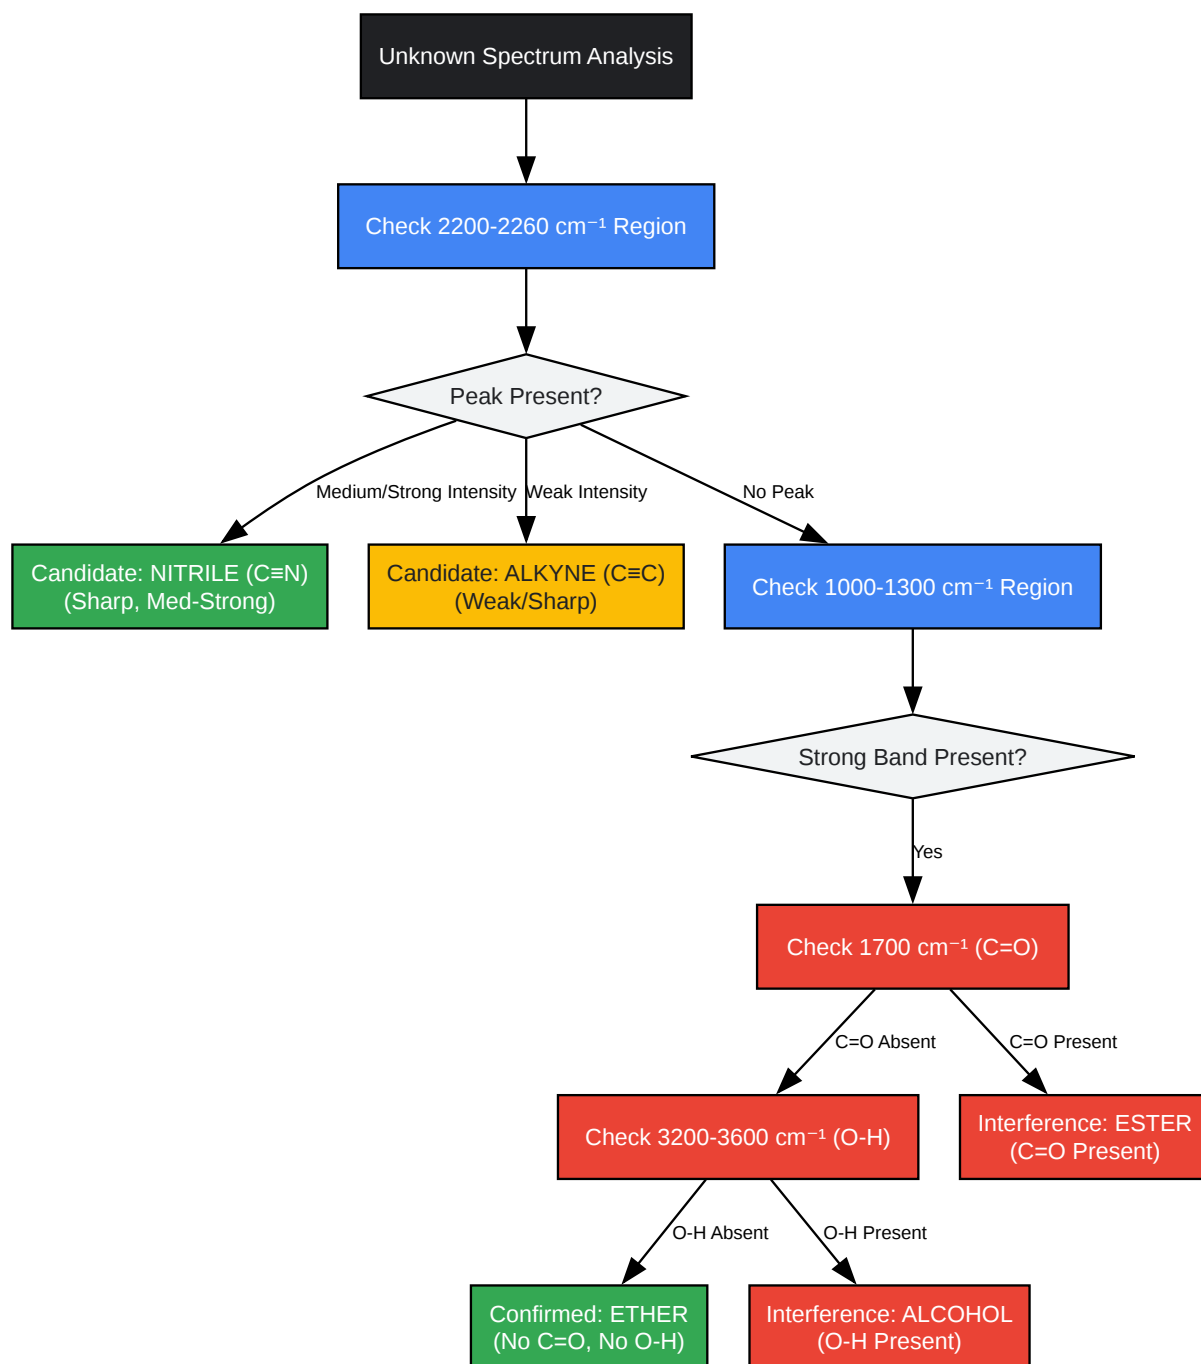 Unknown Spectrum Analysis
Check 2200-2260 cm⁻¹ Region
Peak Present?
Medium/Strong Intensity
Weak Intensity
No Peak
Candidate: NITRILE (C≡N)
(Sharp, Med-Strong)
Candidate: ALKYNE (C≡C)
(Weak/Sharp)
Check 1000-1300 cm⁻¹ Region
Strong Band Present?
Yes
Check 1700 cm⁻¹ (C=O)
C=O Absent
C=O Present
Check 3200-3600 cm⁻¹ (O-H)
Interference: ESTER
(C=O Present)
O-H Absent
O-H Present
Confirmed: ETHER
(No C=O, No O-H)
Interference: ALCOHOL
(O-H Present)